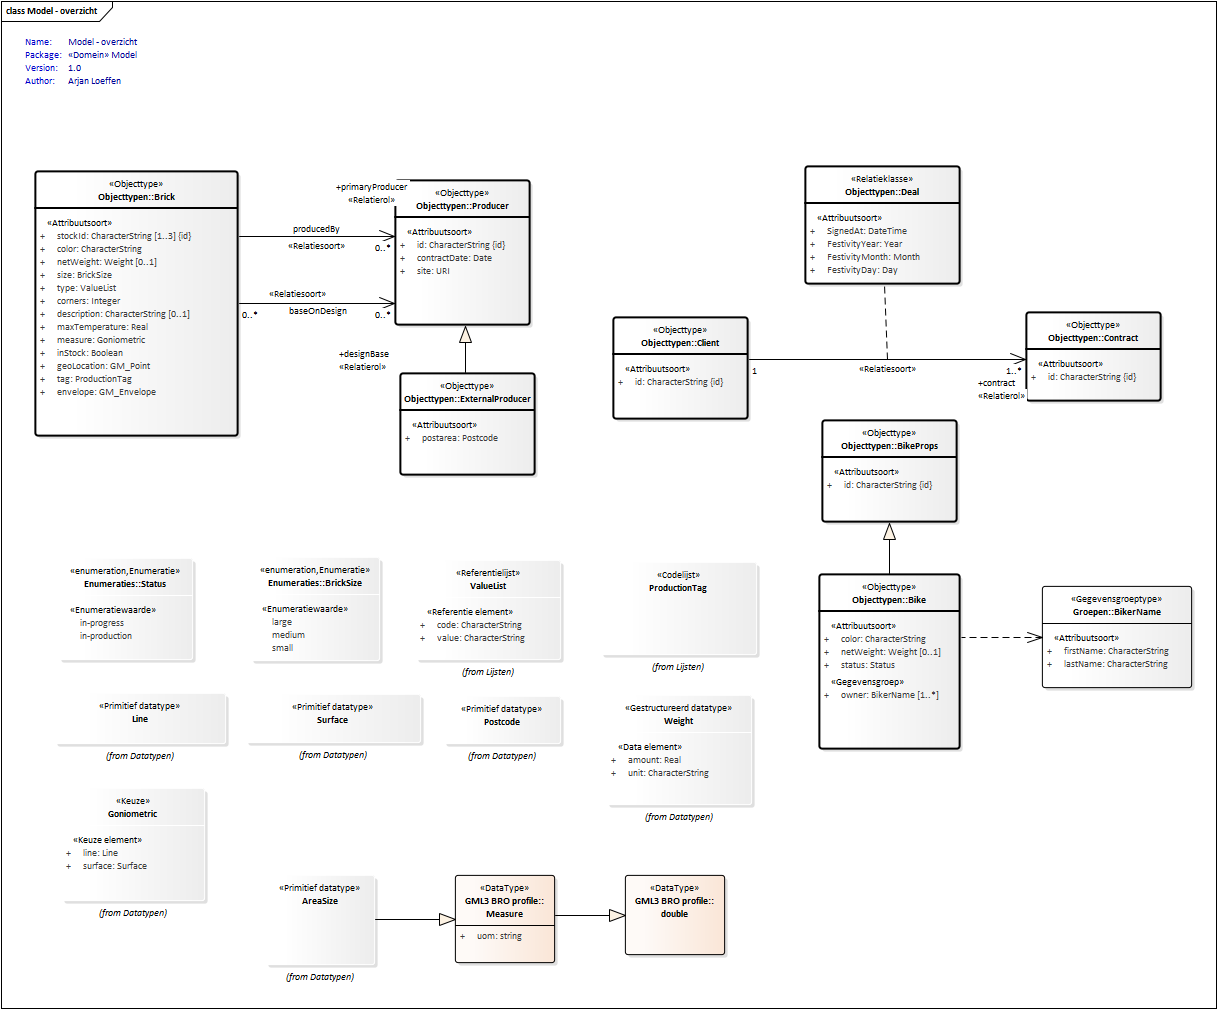 class Model - overzicht
Name: Model - overzicht
Package: «Domein» Model
Version: 1.0
Author: Arjan Loeffen
«Objecttype»
Objecttypen::Brick
«Attribuutsoort»
+ stockId: CharacterString [1..3] {id}
+ color: CharacterString
+ netWeight: Weight [0..1]
+ size: BrickSize
+ type: ValueList
+ corners: Integer
+ description: CharacterString [0..1]
+ maxTemperature: Real
+ measure: Goniometric
+ inStock: Boolean
+ geoLocation: GM_Point
+ tag: ProductionTag
+ envelope: GM_Envelope
producedBy
«Relatiesoort»
+primaryProducer
«Relatierol»
0..*
«Relatiesoort»
baseOnDesign
0..*
0..*
+designBase
«Relatierol»
«Objecttype»
Objecttypen::Producer
«Attribuutsoort»
+ id: CharacterString {id}
+ contractDate: Date
+ site: URI
«Objecttype»
Objecttypen::ExternalProducer
«Attribuutsoort»
+ postarea: Postcode
«Relatieklasse»
Objecttypen::Deal
«Attribuutsoort»
+ SignedAt: DateTime
+ FestivityYear: Year
+ FestivityMonth: Month
+ FestivityDay: Day
«Objecttype»
Objecttypen::Client
«Attribuutsoort»
+ id: CharacterString {id}
1
«Relatiesoort»
1..*
+contract
«Relatierol»
«Objecttype»
Objecttypen::Contract
«Attribuutsoort»
+ id: CharacterString {id}
«Objecttype»
Objecttypen::BikeProps
«Attribuutsoort»
+ id: CharacterString {id}
«Objecttype»
Objecttypen::Bike
«Attribuutsoort»
+ color: CharacterString
+ netWeight: Weight [0..1]
+ status: Status
«Gegevensgroep»
+ owner: BikerName [1..*]
«Gegevensgroeptype»
Groepen::BikerName
«Attribuutsoort»
+ firstName: CharacterString
+ lastName: CharacterString
«enumeration,Enumeratie»
Enumeraties::Status
«Enumeratiewaarde»
in-progress
in-production
«enumeration,Enumeratie»
Enumeraties::BrickSize
«Enumeratiewaarde»
large
medium
small
«Referentielijst»
ValueList
«Referentie element»
+ code: CharacterString
+ value: CharacterString
(from Lijsten)
«Codelijst»
ProductionTag
(from Lijsten)
«Primitief datatype»
Line
(from Datatypen)
«Primitief datatype»
Surface
(from Datatypen)
«Primitief datatype»
Postcode
(from Datatypen)
«Gestructureerd datatype»
Weight
«Data element»
+ amount: Real
+ unit: CharacterString
(from Datatypen)
«Keuze»
Goniometric
«Keuze element»
+ line: Line
+ surface: Surface
(from Datatypen)
«Primitief datatype»
AreaSize
(from Datatypen)
«DataType»
GML3 BRO profile::
Measure
+ uom: string
«DataType»
GML3 BRO profile::
double